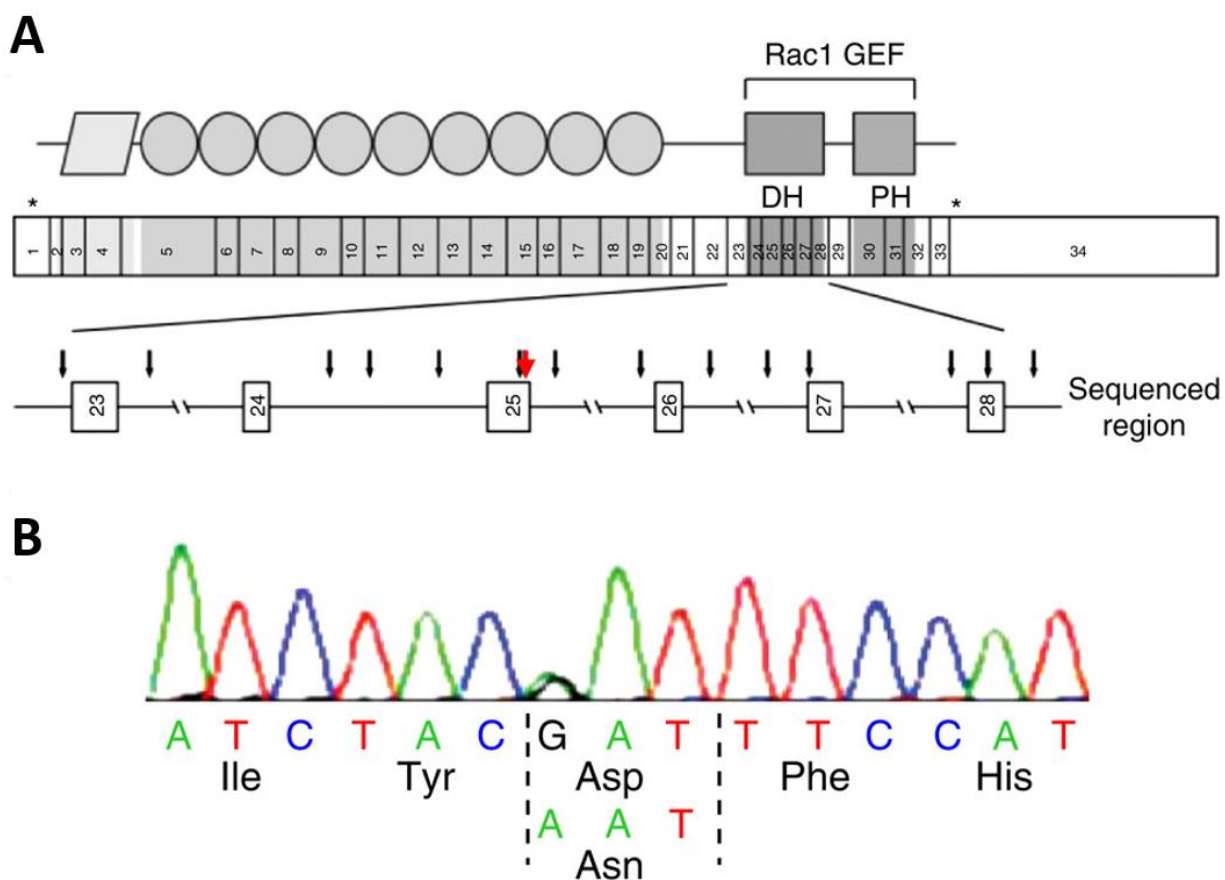 A
Rac1 GEF
DH PH
* *
1 2 3 4 5 6 7 8 9 10 11 12 13 14 15 16 17 18 19 20 21 22 23 24 25 26 27 28 29 30 31 32 33 34
23 24 25 26 27 28 Sequenced
region
B
A T C T A C G A T T T C C A T
Ile Tyr Asp Phe His
A A T
Asn